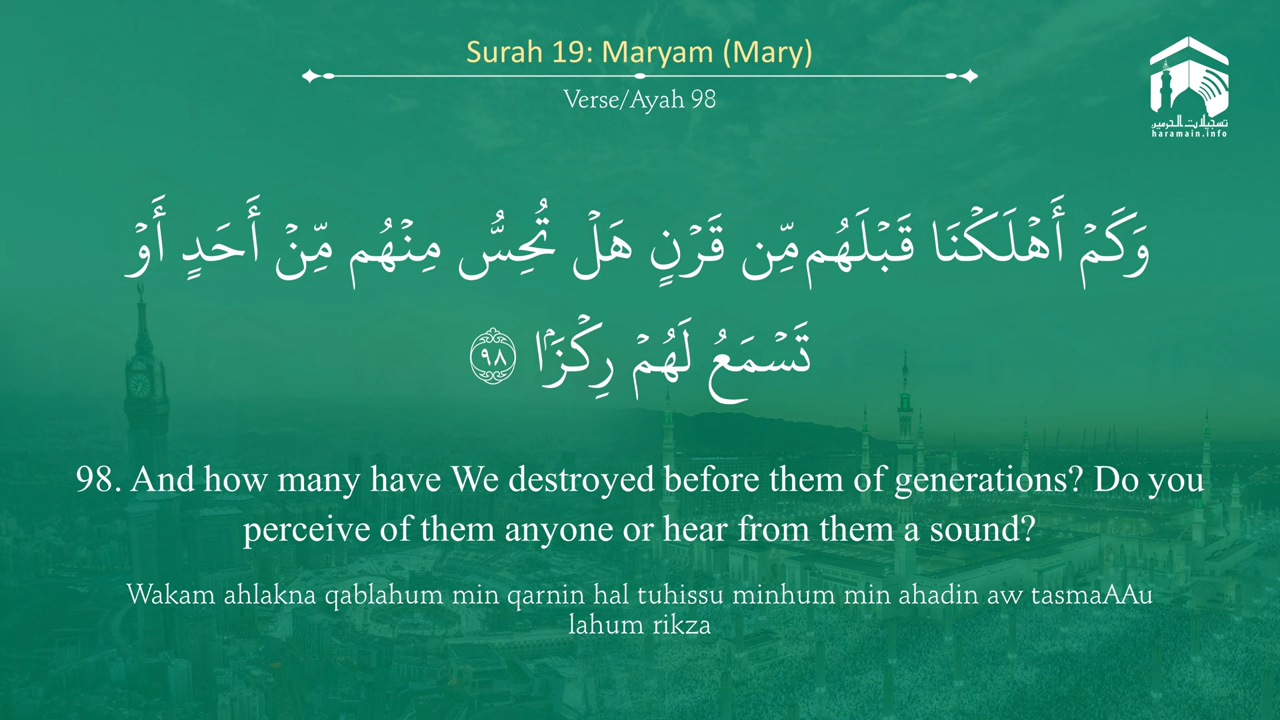 Surah 19: Maryam (Mary)
Verse/Ayah 98
تسجيلات الحرمين
haramain.info
وَكَمْ أَهْلَكْنَا قَبْلَهُم مِّن قَرْنٍ هَلْ تُحِسُّ مِنْهُم مِّنْ أَحَدٍ أَوْ
تَسْمَعُ لَهُمْ رِكْزًۢا ٩٨
98. And how many have We destroyed before them of generations? Do you
perceive of them anyone or hear from them a sound?
Wakam ahlakna qablahum min qarnin hal tuhissu minhum min ahadin aw tasmaAAu
lahum rikza